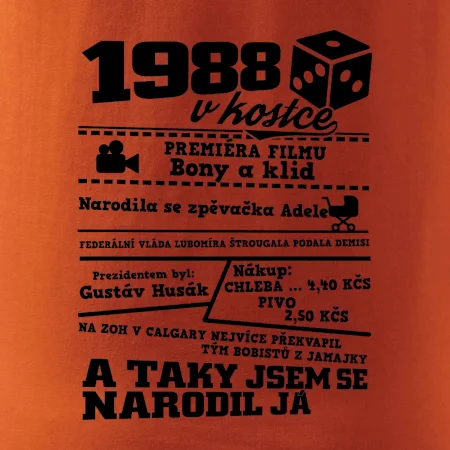 1988
v kostce
PREMIÉRA FILMU
Bony a klid
Narodila se zpěvačka Adele
FEDERÁLNÍ VLÁDA LUBOMÍRA ŠTROUGALA PODALA DEMISI
Prezidentem byl:
Gustáv Husák
Nákup:
CHLEBA ... 4,40 KČS
PIVO
2,50 KČS
NA ZOH V CALGARY NEJVÍCE PŘEKVAPIL
TÝM BOBISTŮ Z JAMAJKY
A TAKY JSEM SE
NARODIL JÁ